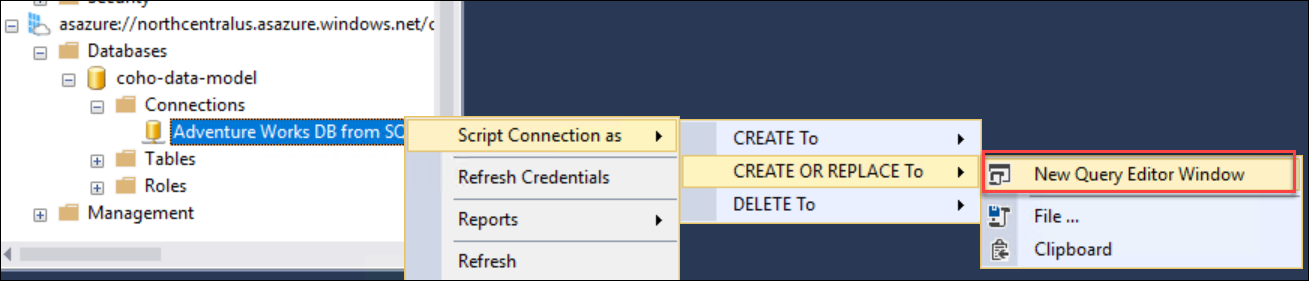 Security
asazure://northcentralus.asazure.windows.net/c
Databases
coho-data-model
Connections
Adventure Works DB from SQ
Tables
Roles
Management
Script Connection as
Refresh Credentials
Reports
Refresh
CREATE To
CREATE OR REPLACE To
DELETE To
New Query Editor Window
File ...
Clipboard